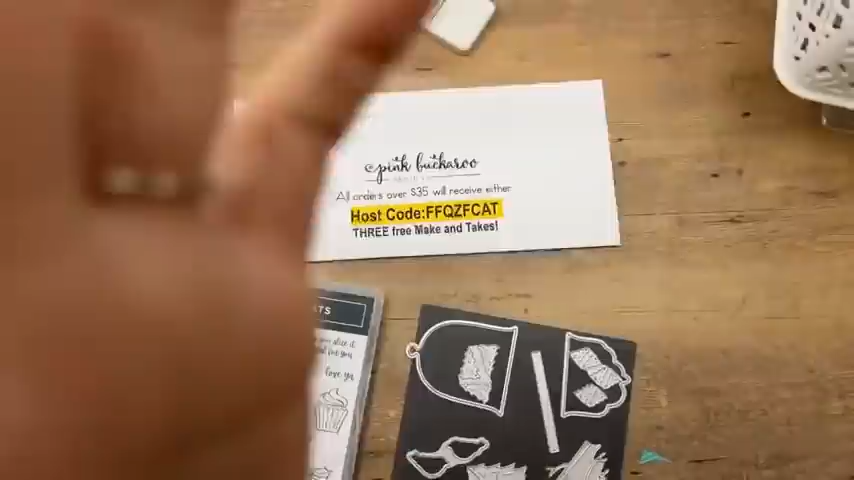 @pink buckaroo
All orders over $35 will receive either
Host Code:FFQZFCAT
THREE free Make and Takes!
love ya